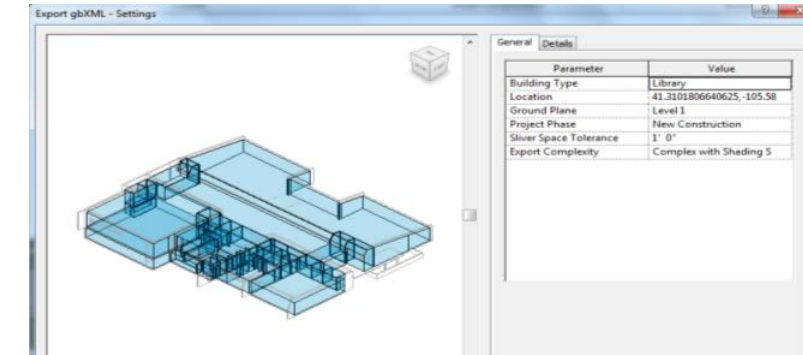 Export gbXML - Settings
General Details
Parameter Value
Building Type Library
Location 41.3101806640625,-105.58
Ground Plane Level 1
Project Phase New Construction
Sliver Space Tolerance 1' 0"
Export Complexity Complex with Shading S